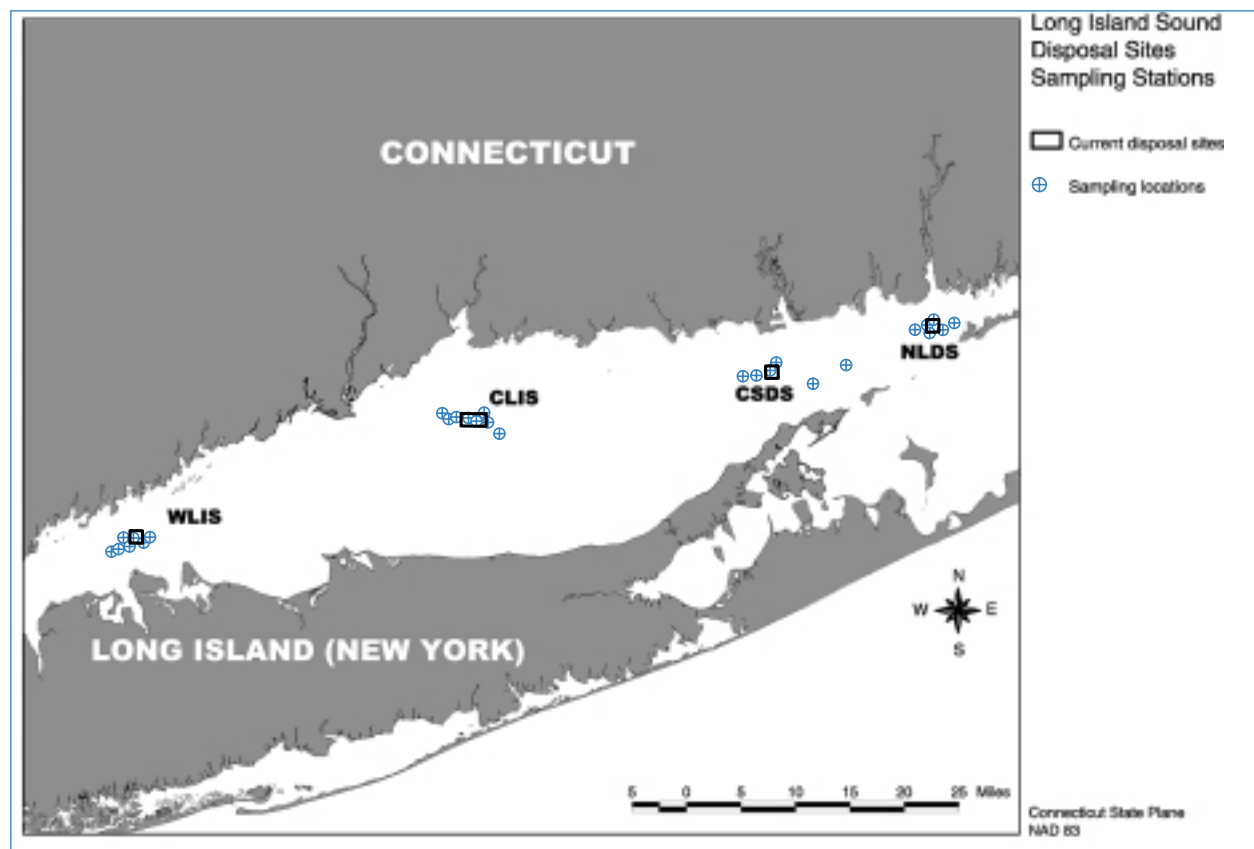 Long Island Sound
Disposal Sites
Sampling Stations
CONNECTICUT
Current disposal sites
Sampling locations
NLDS
CSDS
CLIS
WLIS
N
W E
S
LONG ISLAND (NEW YORK)
5 0 5 10 15 20 25 Miles
Connecticut State Plane
NAD 83